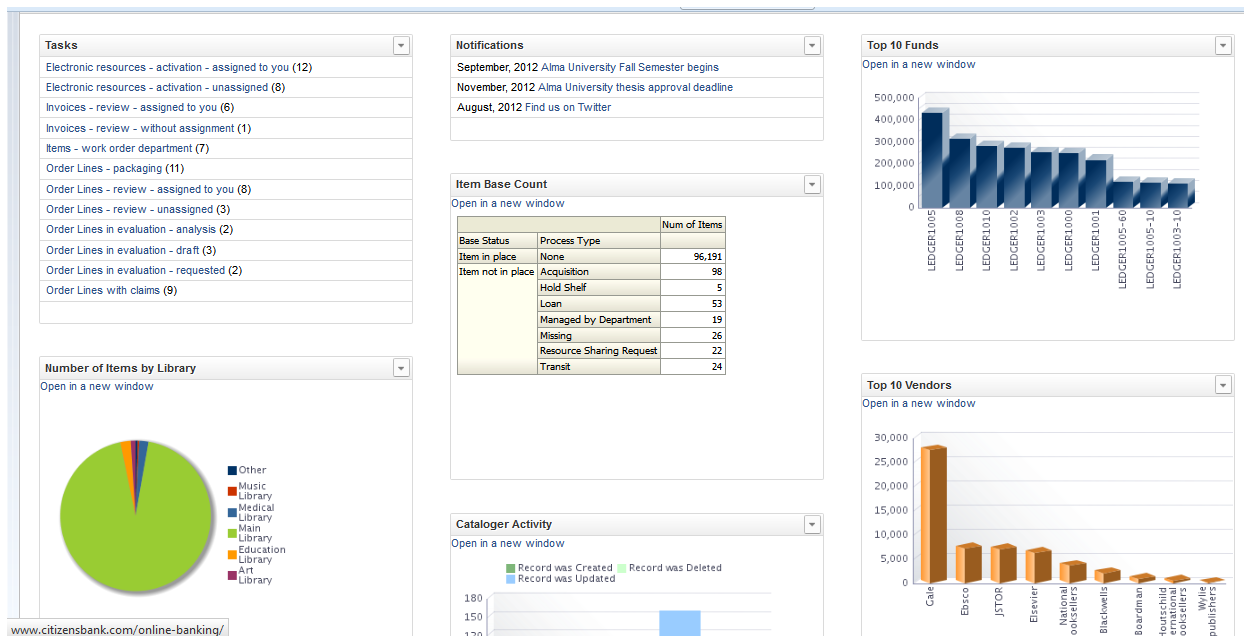 Tasks
Electronic resources - activation - assigned to you (12)
Electronic resources - activation - unassigned (8)
Invoices - review - assigned to you (6)
Invoices - review - without assignment (1)
Items - work order department (7)
Order Lines - packaging (11)
Order Lines - review - assigned to you (8)
Order Lines - review - unassigned (3)
Order Lines in evaluation - analysis (2)
Order Lines in evaluation - draft (3)
Order Lines in evaluation - requested (2)
Order Lines with claims (9)
Number of Items by Library
Open in a new window
Other
Music
Library
Medical
Library
Main
Library
Education
Library
Art
Library
www.citizensbank.com/online-banking/
Notifications
September, 2012 Alma University Fall Semester begins
November, 2012 Alma University thesis approval deadline
August, 2012 Find us on Twitter
Item Base Count
Open in a new window
Num of Items
Base Status Process Type
Item in place None 96,191
Item not in place Acquisition 98
Hold Shelf 5
Loan 53
Managed by Department 19
Missing 26
Resource Sharing Request 22
Transit 24
Cataloger Activity
Open in a new window
Record was Created Record was Deleted
Record was Updated
180
150
120
Top 10 Funds
Open in a new window
500,000
400,000
300,000
200,000
100,000
0
LEDGER1005
LEDGER1008
LEDGER1010
LEDGER1002
LEDGER1003
LEDGER1000
LEDGER1001
LEDGER1005-60
LEDGER1005-10
LEDGER1003-10
Top 10 Vendors
Open in a new window
30,000
25,000
20,000
15,000
10,000
5,000
0
Gale
Ebsco
JSTOR
Elsevier
National
ooksellers
Blackwells
Boardman
Houtschild
ernational
ooksellers
Wylie
publishers